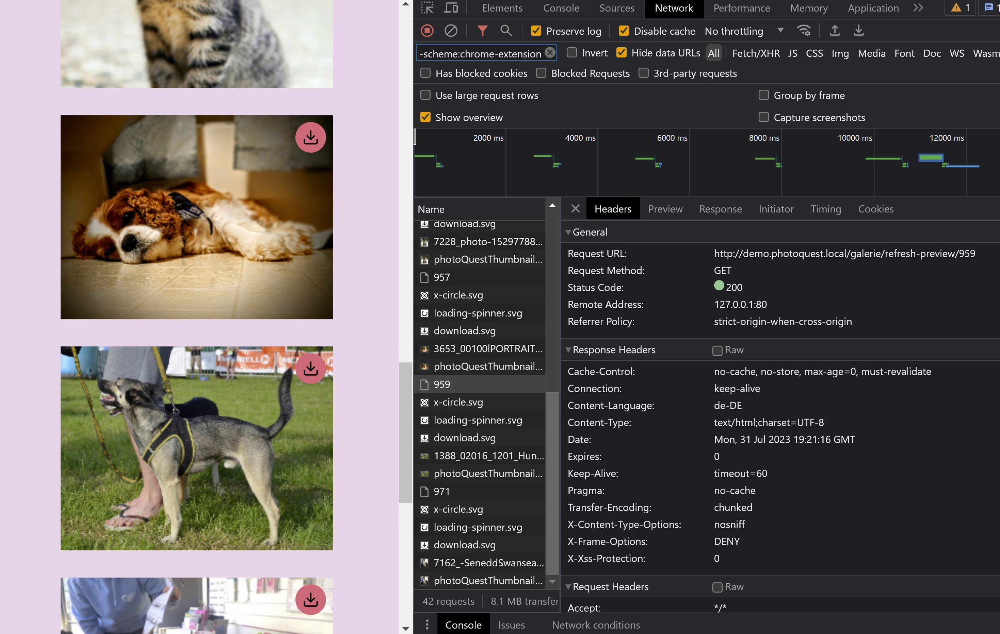 Elements Console Sources Network Performance Memory Application 1
Preserve log Disable cache No throttling
-scheme:chrome-extension Invert Hide data URLs All Fetch/XHR JS CSS Img Media Font Doc WS Wasm
Has blocked cookies Blocked Requests 3rd-party requests
Use large request rows Group by frame
Show overview Capture screenshots
2000 ms 4000 ms 6000 ms 8000 ms 10000 ms 12000 ms
Name
download.svg
7228_photo-15297788...
photoQuestThumbnail...
957
x-circle.svg
loading-spinner.svg
download.svg
3653_00100lPORTRAIT...
photoQuestThumbnail...
959
x-circle.svg
loading-spinner.svg
download.svg
1388_02016_1201_Hun...
photoQuestThumbnail...
971
x-circle.svg
loading-spinner.svg
download.svg
7162_-SeneddSwansea...
photoQuestThumbnail...
42 requests 8.1 MB transfer
Headers Preview Response Initiator Timing Cookies
General
Request URL: http://demo.photoquest.local/galerie/refresh-preview/959
Request Method: GET
Status Code: 200
Remote Address: 127.0.0.1:80
Referrer Policy: strict-origin-when-cross-origin
Response Headers Raw
Cache-Control: no-cache, no-store, max-age=0, must-revalidate
Connection: keep-alive
Content-Language: de-DE
Content-Type: text/html;charset=UTF-8
Date: Mon, 31 Jul 2023 19:21:16 GMT
Expires: 0
Keep-Alive: timeout=60
Pragma: no-cache
Transfer-Encoding: chunked
X-Content-Type-Options: nosniff
X-Frame-Options: DENY
X-Xss-Protection: 0
Request Headers Raw
Accept: */*
Console Issues Network conditions